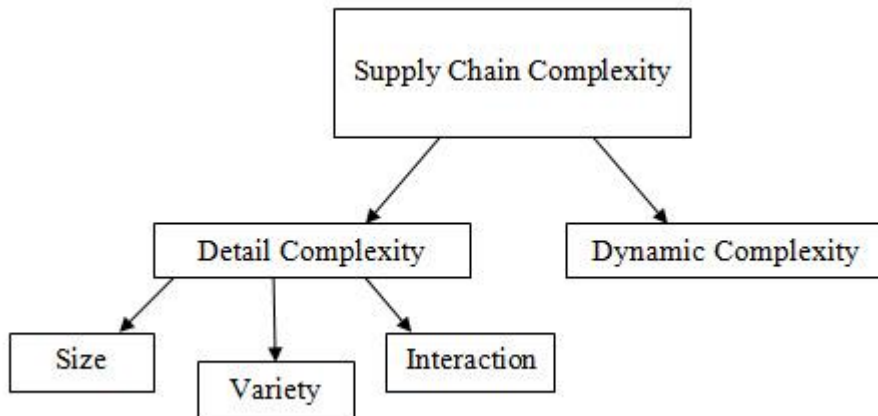 Supply Chain Complexity
Detail Complexity
Dynamic Complexity
Size
Variety
Interaction